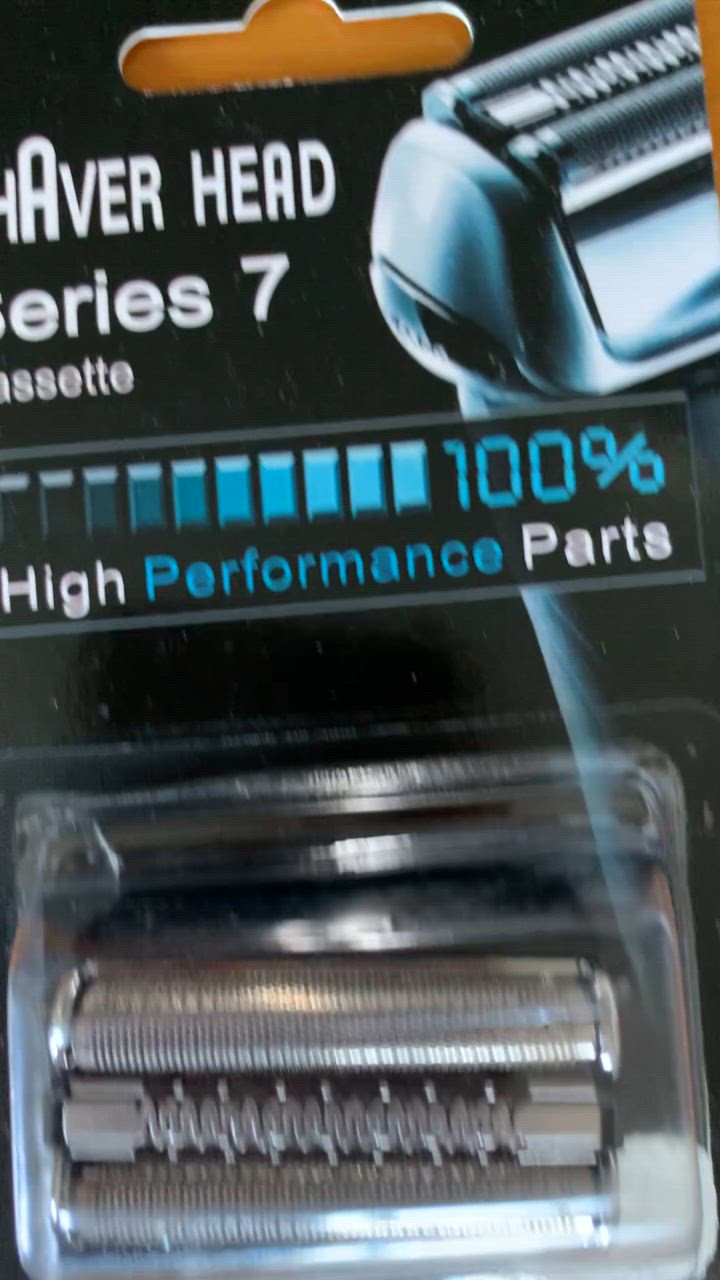 HAVER HEAD
series 7
assette
100%
High Performance Parts